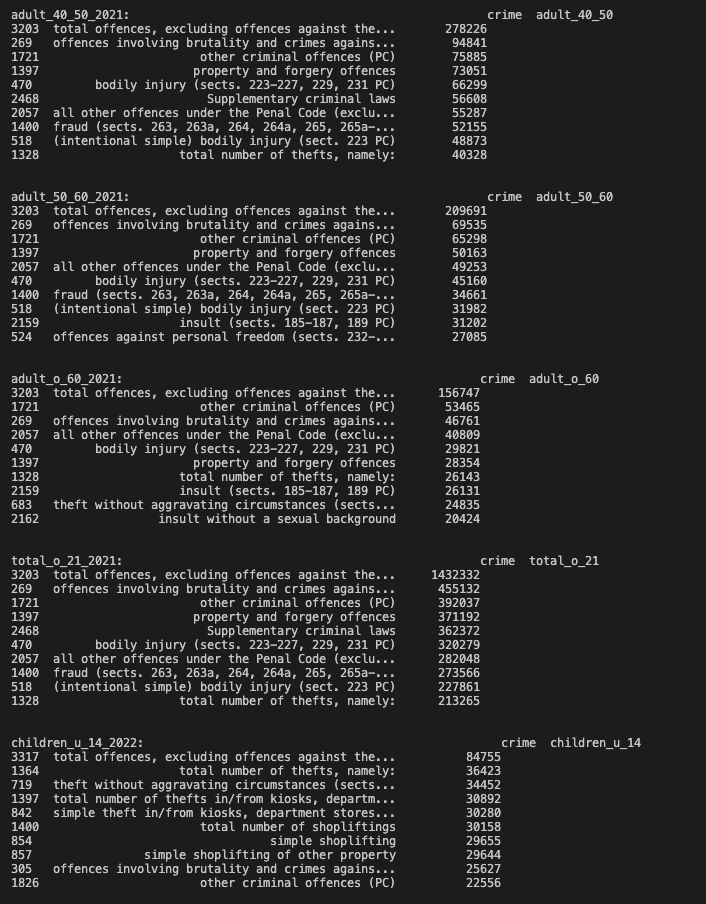 adult_40_50_2021: crime adult_40_50
3203 total offences, excluding offences against the... 278226
269 offences involving brutality and crimes agains... 94841
1721 other criminal offences (PC) 75885
1397 property and forgery offences 73051
470 bodily injury (sects. 223-227, 229, 231 PC) 66299
2468 Supplementary criminal laws 56608
2057 all other offences under the Penal Code (exclu... 55287
1400 fraud (sects. 263, 263a, 264, 264a, 265, 265a-... 52155
518 (intentional simple) bodily injury (sect. 223 PC) 48873
1328 total number of thefts, namely: 40328
adult_50_60_2021: crime adult_50_60
3203 total offences, excluding offences against the... 209691
269 offences involving brutality and crimes agains... 69535
1721 other criminal offences (PC) 65298
1397 property and forgery offences 50163
2057 all other offences under the Penal Code (exclu... 49253
470 bodily injury (sects. 223-227, 229, 231 PC) 45160
1400 fraud (sects. 263, 263a, 264, 264a, 265, 265a-... 34661
518 (intentional simple) bodily injury (sect. 223 PC) 31982
2159 insult (sects. 185-187, 189 PC) 31202
524 offences against personal freedom (sects. 232-... 27085
adult_o_60_2021: crime adult_o_60
3203 total offences, excluding offences against the... 156747
1721 other criminal offences (PC) 53465
269 offences involving brutality and crimes agains... 46761
2057 all other offences under the Penal Code (exclu... 40809
470 bodily injury (sects. 223-227, 229, 231 PC) 29821
1397 property and forgery offences 28354
1328 total number of thefts, namely: 26143
2159 insult (sects. 185-187, 189 PC) 26131
683 theft without aggravating circumstances (sects... 24835
2162 insult without a sexual background 20424
total_o_21_2021: crime total_o_21
3203 total offences, excluding offences against the... 1432332
269 offences involving brutality and crimes agains... 455132
1721 other criminal offences (PC) 392037
1397 property and forgery offences 371192
2468 Supplementary criminal laws 362372
470 bodily injury (sects. 223-227, 229, 231 PC) 320279
2057 all other offences under the Penal Code (exclu... 282048
1400 fraud (sects. 263, 263a, 264, 264a, 265, 265a-... 273566
518 (intentional simple) bodily injury (sect. 223 PC) 227861
1328 total number of thefts, namely: 213265
children_u_14_2022: crime children_u_14
3317 total offences, excluding offences against the... 84755
1364 total number of thefts, namely: 36423
719 theft without aggravating circumstances (sects... 34452
1397 total number of thefts in/from kiosks, departm... 30892
842 simple theft in/from kiosks, department stores... 30280
1400 total number of shopliftings 30158
854 simple shoplifting 29655
857 simple shoplifting of other property 29644
305 offences involving brutality and crimes agains... 25627
1826 other criminal offences (PC) 22556